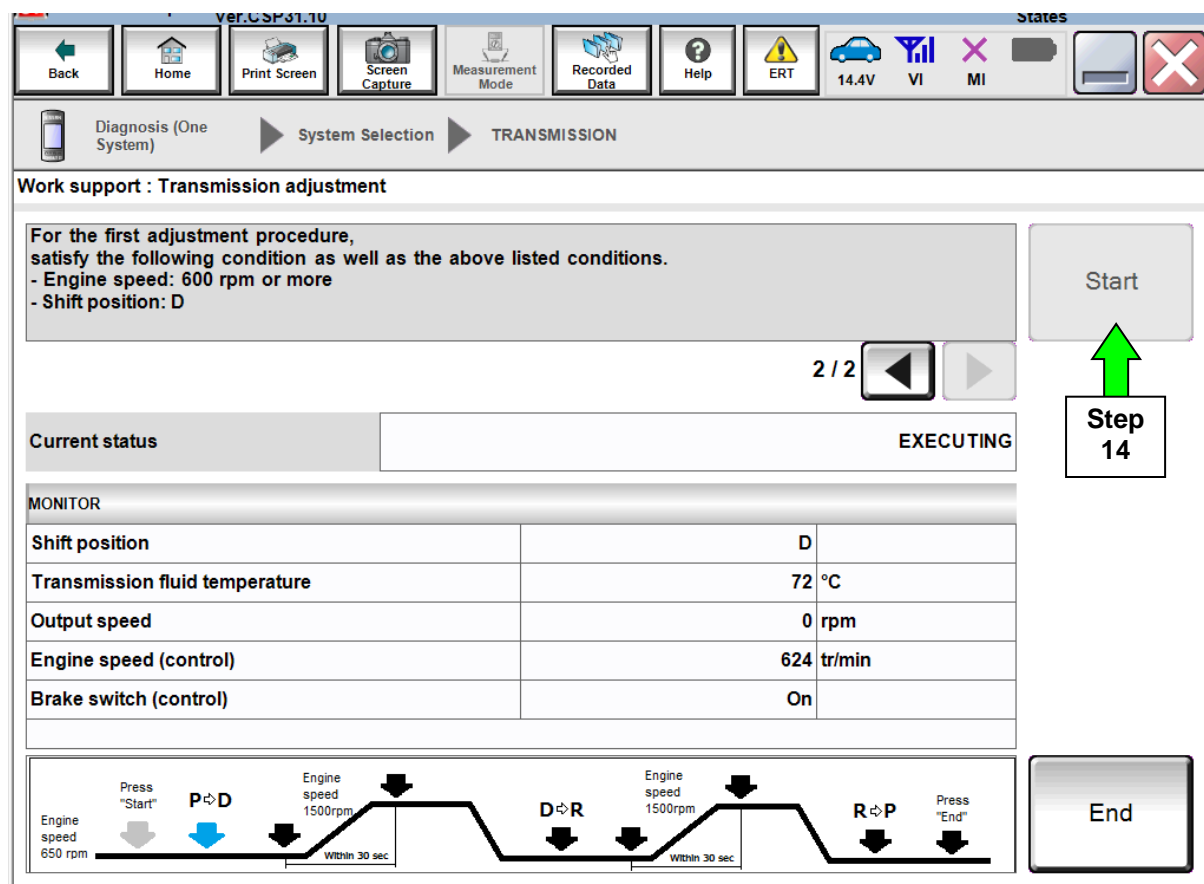 Ver.CSP31.10
States
Back
Home
Print Screen
Screen
Capture
Measurement
Mode
Recorded
Data
Help
ERT
14.4V
VI
MI
Diagnosis (One
System)
System Selection
TRANSMISSION
Work support : Transmission adjustment
For the first adjustment procedure,
satisfy the following condition as well as the above listed conditions.
- Engine speed: 600 rpm or more
- Shift position: D
Start
2 / 2
Step
14
Current status
EXECUTING
MONITOR
Shift position D
Transmission fluid temperature 72 °C
Output speed 0 rpm
Engine speed (control) 624 tr/min
Brake switch (control) On
Engine
speed
650 rpm
Press
"Start"
P⇨D
Engine
speed
1500rpm
Within 30 sec
D⇨R
Engine
speed
1500rpm
Within 30 sec
R⇨P
Press
"End"
End